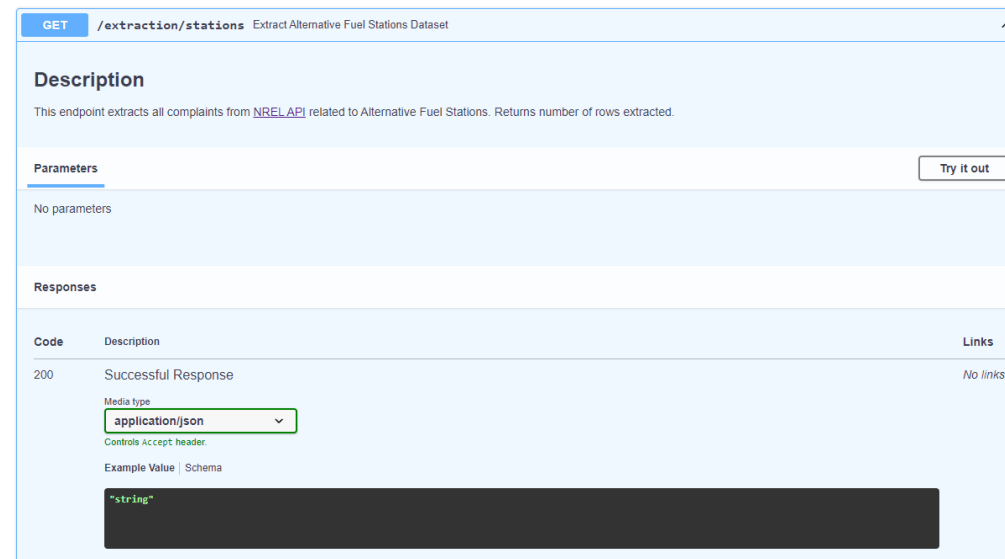 GET /extraction/stations Extract Alternative Fuel Stations Dataset
Description
This endpoint extracts all complaints from NREL API related to Alternative Fuel Stations. Returns number of rows extracted.
Parameters Try it out
No parameters
Responses
Code Description Links
200 Successful Response No links
Media type
application/json
Controls Accept header.
Example Value Schema
"string"